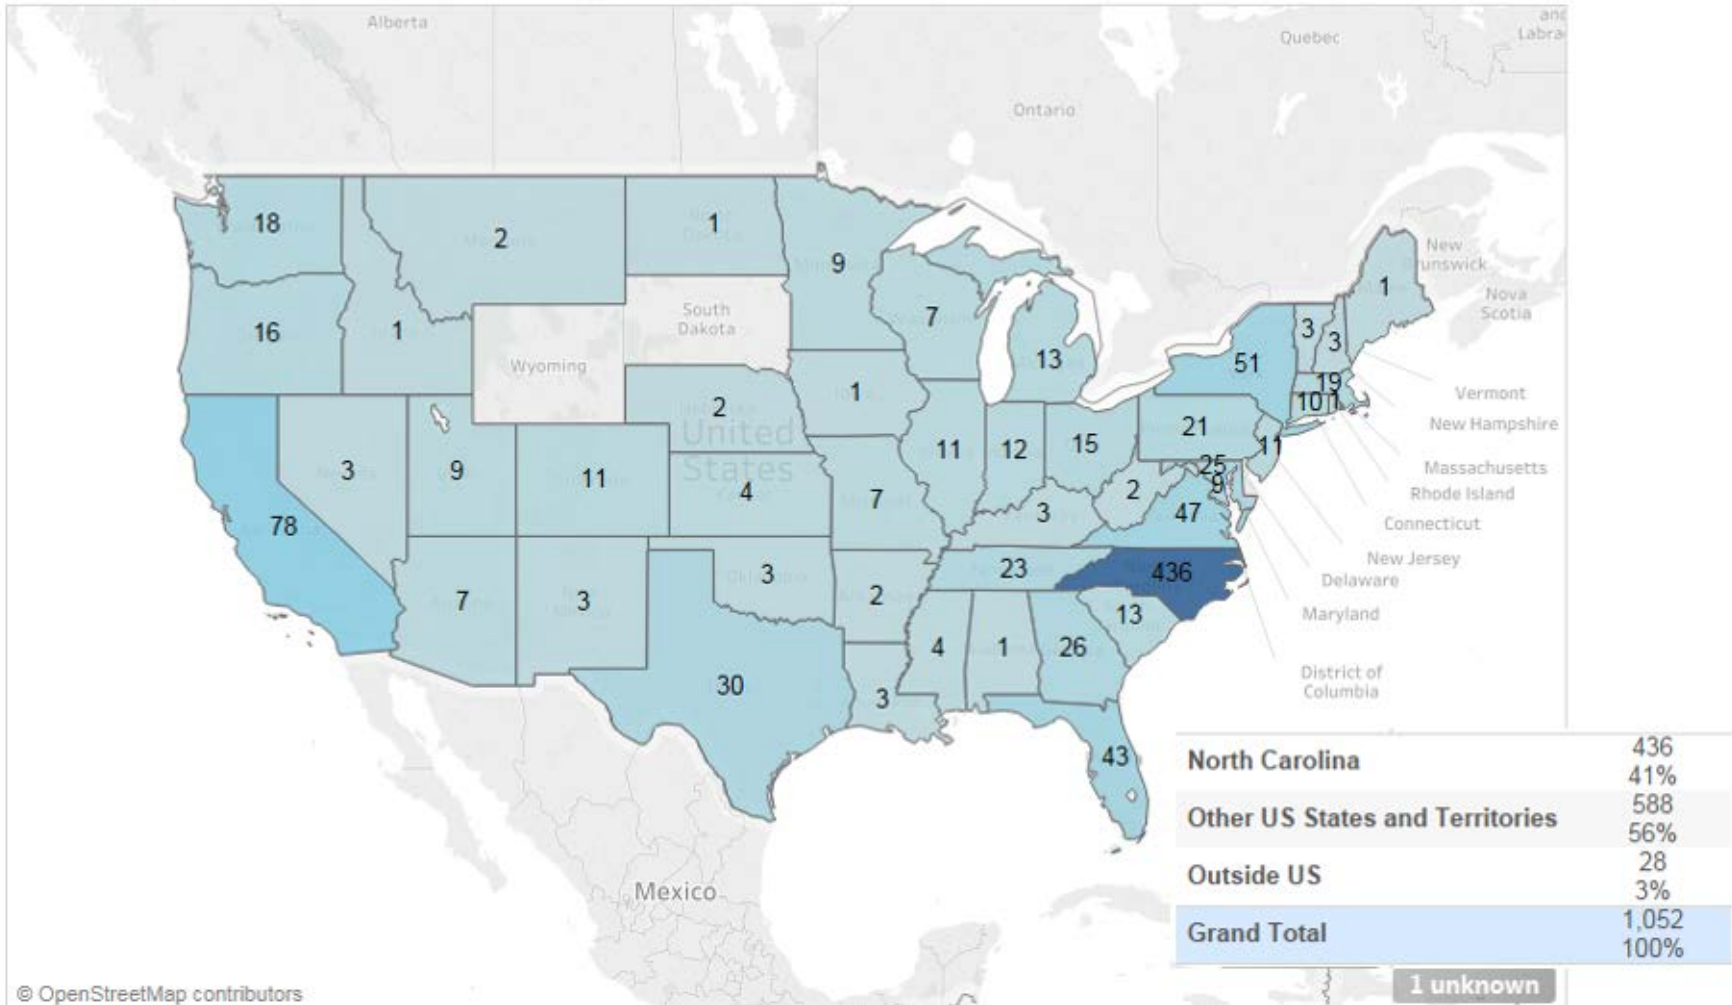 Alberta
Quebec
and
Labra
Ontario
18
2
1
9
New
Brunswick
1
Nova
Scotia
16
1
South
Dakota
7
3
3
Wyoming
13
51
19
Vermont
2
1
10
1
New Hampshire
United
States
21
11
3
9
11
4
7
11
12
15
25
9
2
Massachusetts
Rhode Island
Connecticut
78
3
47
New Jersey
Delaware
7
3
3
2
23
436
13
Maryland
4
1
26
District of
Columbia
30
3
43
North Carolina
436
41%
Other US States and Territories
588
56%
Outside US
28
3%
Grand Total
1,052
100%
Mexico
© OpenStreetMap contributors
1 unknown